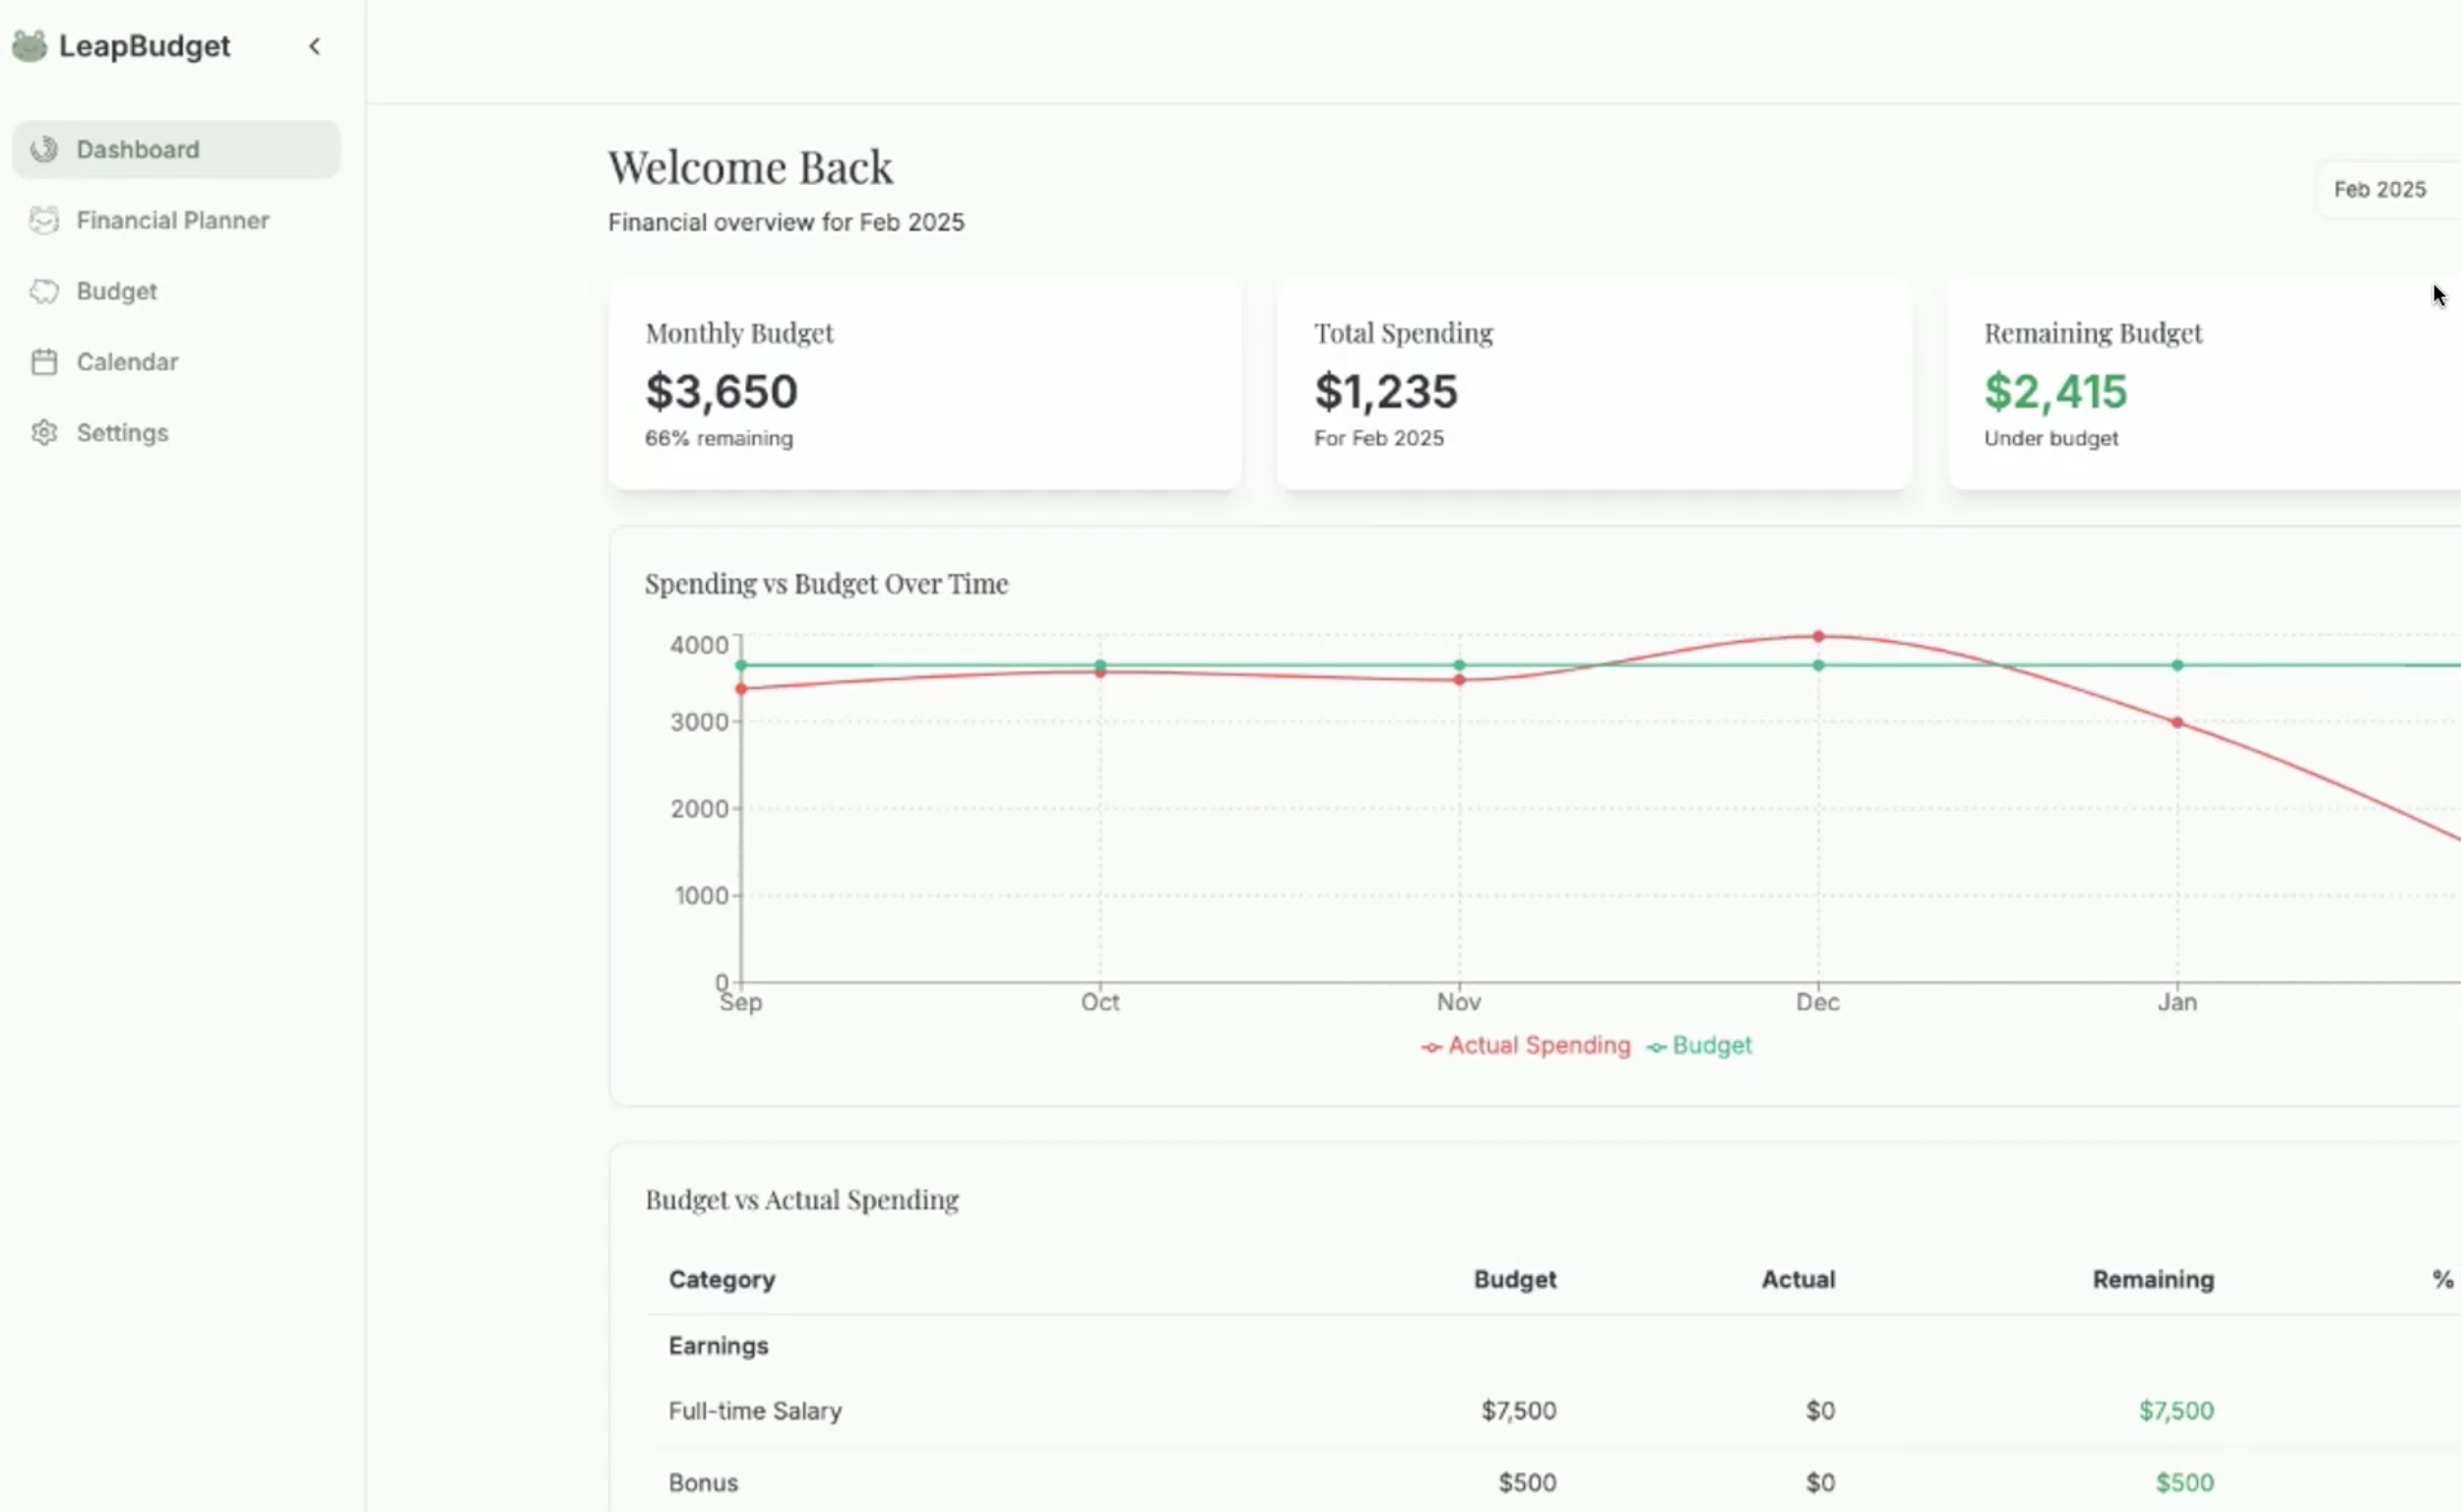 LeapBudget
Dashboard
Financial Planner
Budget
Calendar
Settings
Welcome Back
Financial overview for Feb 2025
Feb 2025
Monthly Budget
$3,650
66% remaining
Total Spending
$1,235
For Feb 2025
Remaining Budget
$2,415
Under budget
Spending vs Budget Over Time
4000
3000
2000
1000
0
Sep Oct Nov Dec Jan
Actual Spending Budget
Budget vs Actual Spending
Category Budget Actual Remaining %
Earnings
Full-time Salary $7,500 $0 $7,500
Bonus $500 $0 $500